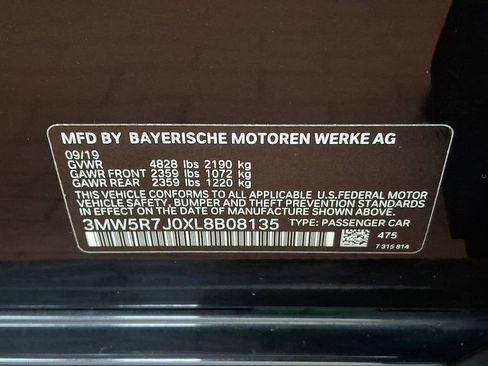 MFD BY BAYERISCHE MOTOREN WERKE AG
09/19
GVWR 4828 lbs 2190 kg
GAWR FRONT 2359 lbs 1072 kg
GAWR REAR 2359 lbs 1220 kg
THIS VEHICLE CONFORMS TO ALL APPLICABLE U.S.FEDERAL MOTOR
VEHICLE SAFETY, BUMPER, AND THEFT PREVENTION STANDARDS
IN EFFECT ON THE DATE OF MANUFACTURE SHOWN ABOVE.
3MW5R7J0XL8B08135 TYPE: PASSENGER CAR
475
7 315 814